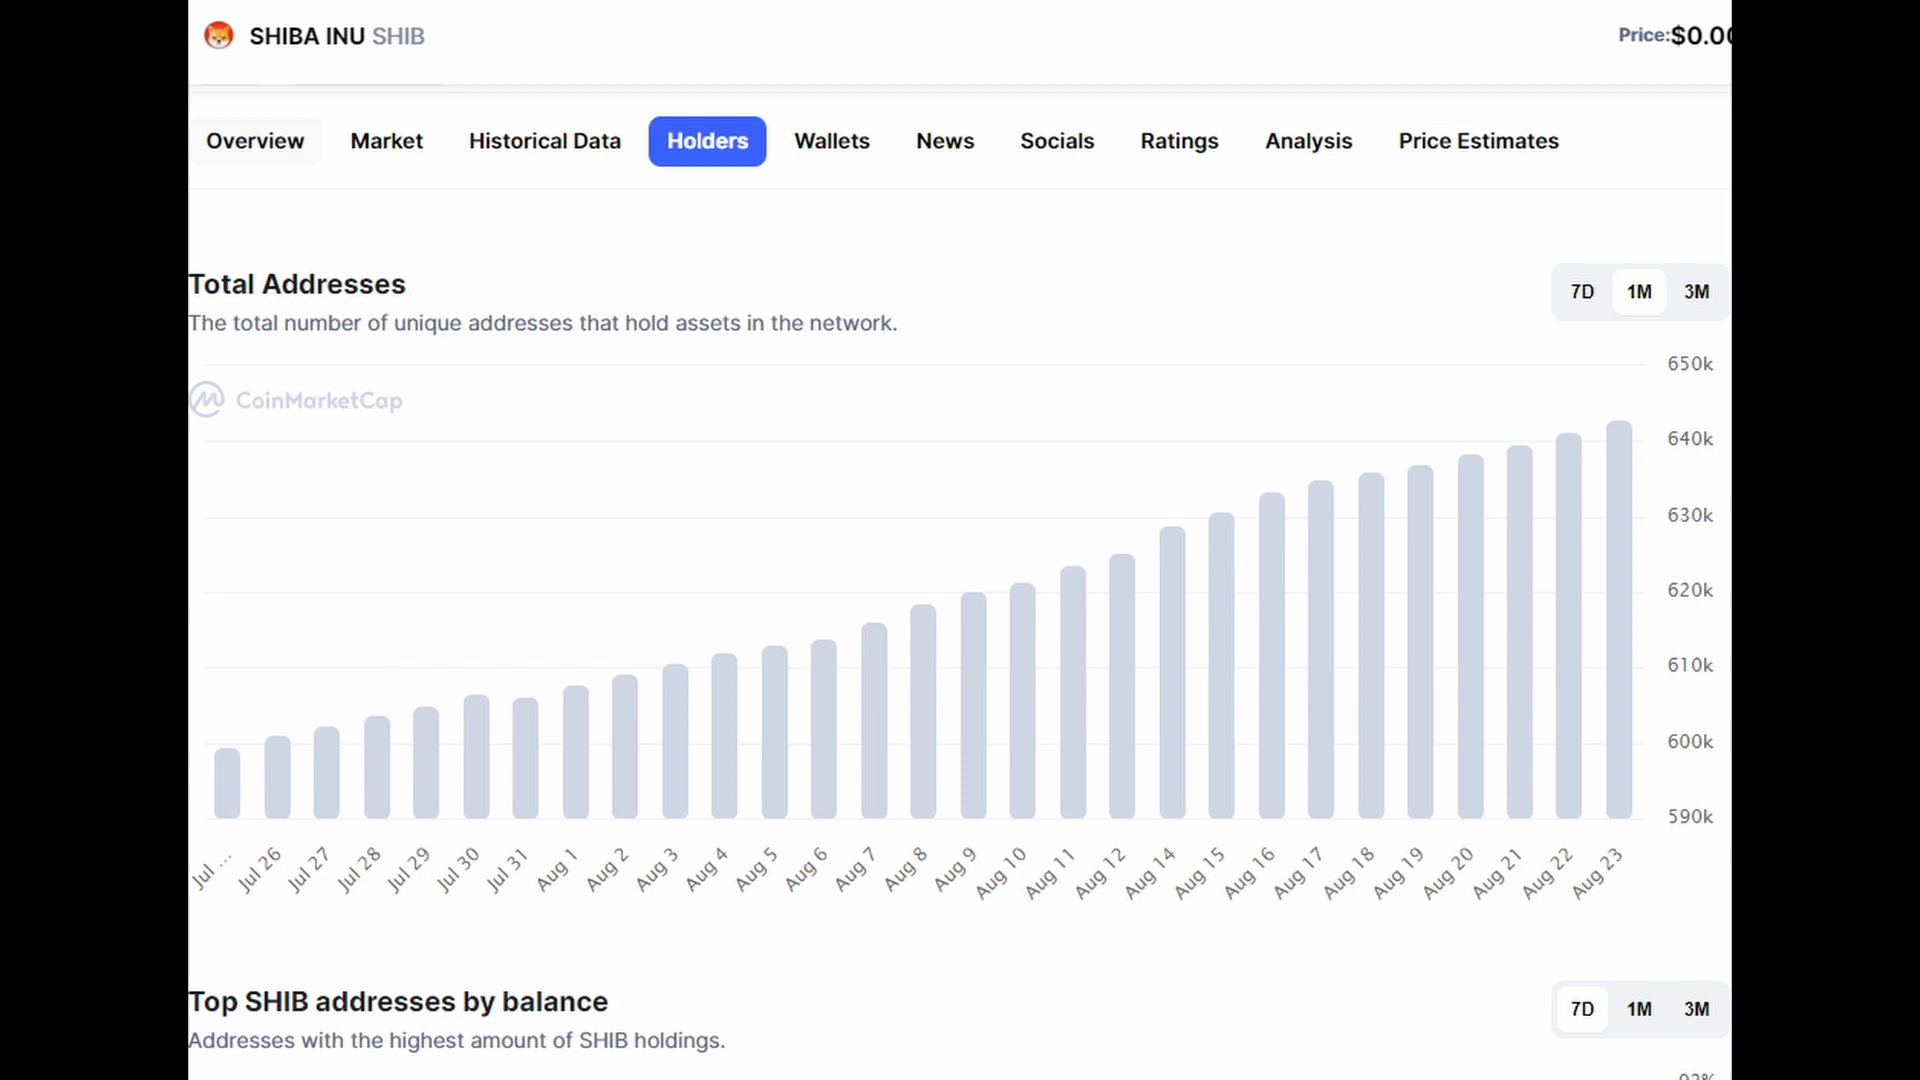 SHIBA INU SHIB
Price:$0.00
Overview Market Historical Data Holders Wallets News Socials Ratings Analysis Price Estimates
Total Addresses
7D 1M 3M
The total number of unique addresses that hold assets in the network.
CoinMarketCap
650k
640k
630k
620k
610k
600k
590k
Jul ... Jul 26 Jul 27 Jul 28 Jul 29 Jul 30 Jul 31 Aug 1 Aug 2 Aug 3 Aug 4 Aug 5 Aug 6 Aug 7 Aug 8 Aug 9 Aug 10 Aug 11 Aug 12 Aug 14 Aug 15 Aug 16 Aug 17 Aug 18 Aug 19 Aug 20 Aug 21 Aug 22 Aug 23
Top SHIB addresses by balance
7D 1M 3M
Addresses with the highest amount of SHIB holdings.